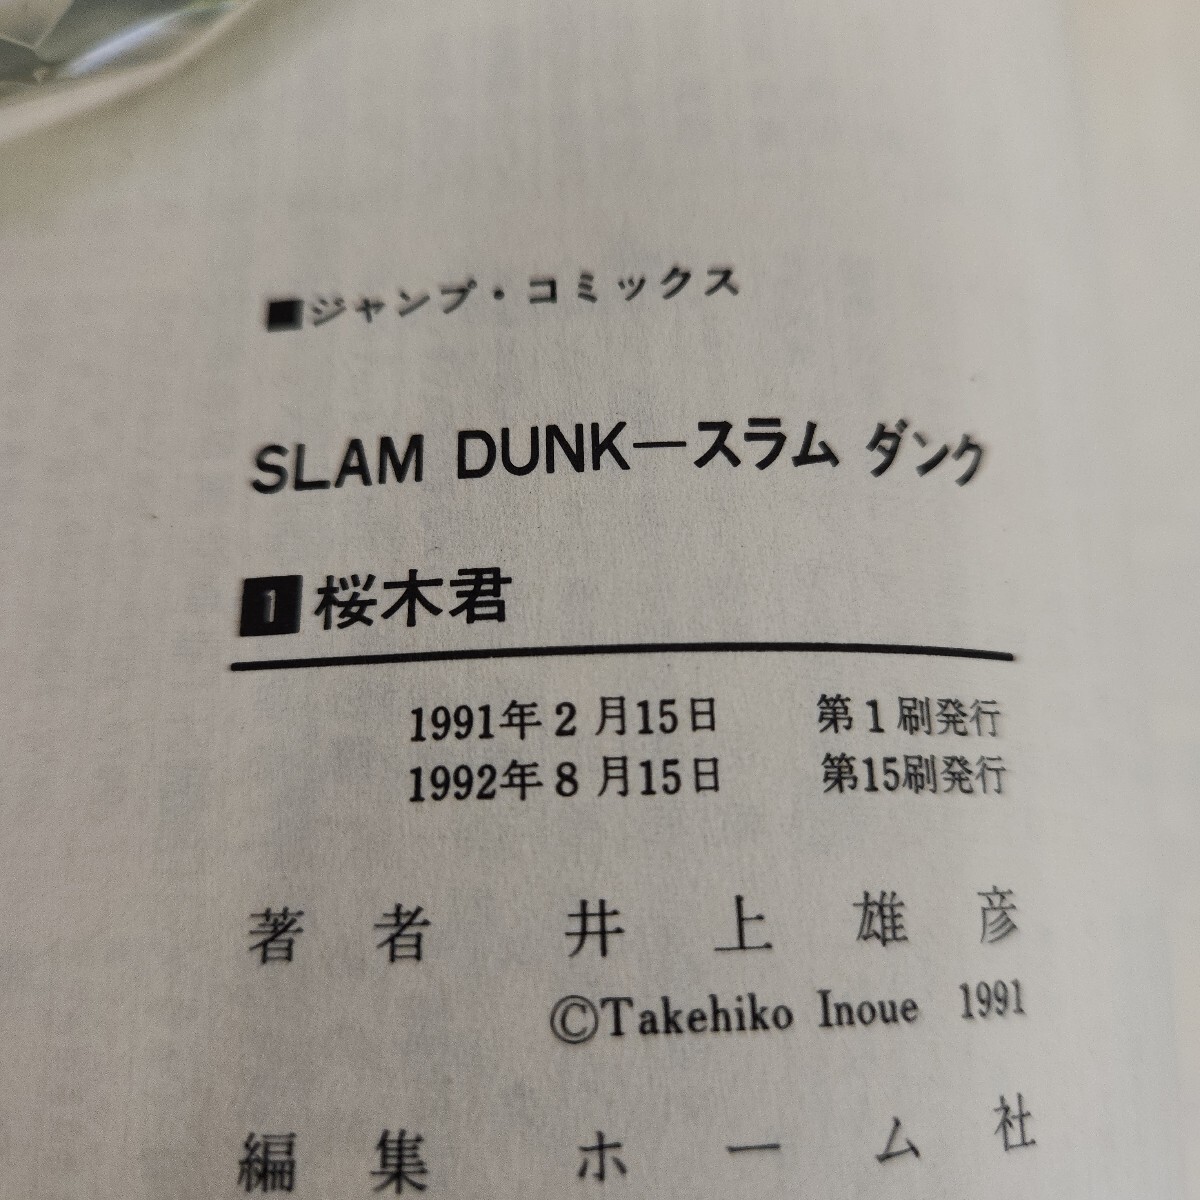 ■ジャンプ・コミックス
SLAM DUNK—スラム ダンク
1 桜木君
1991年2月15日 第1刷発行
1992年8月15日 第15刷発行
著者 井上雄彦
©Takehiko Inoue 1991
編集 ホーム社